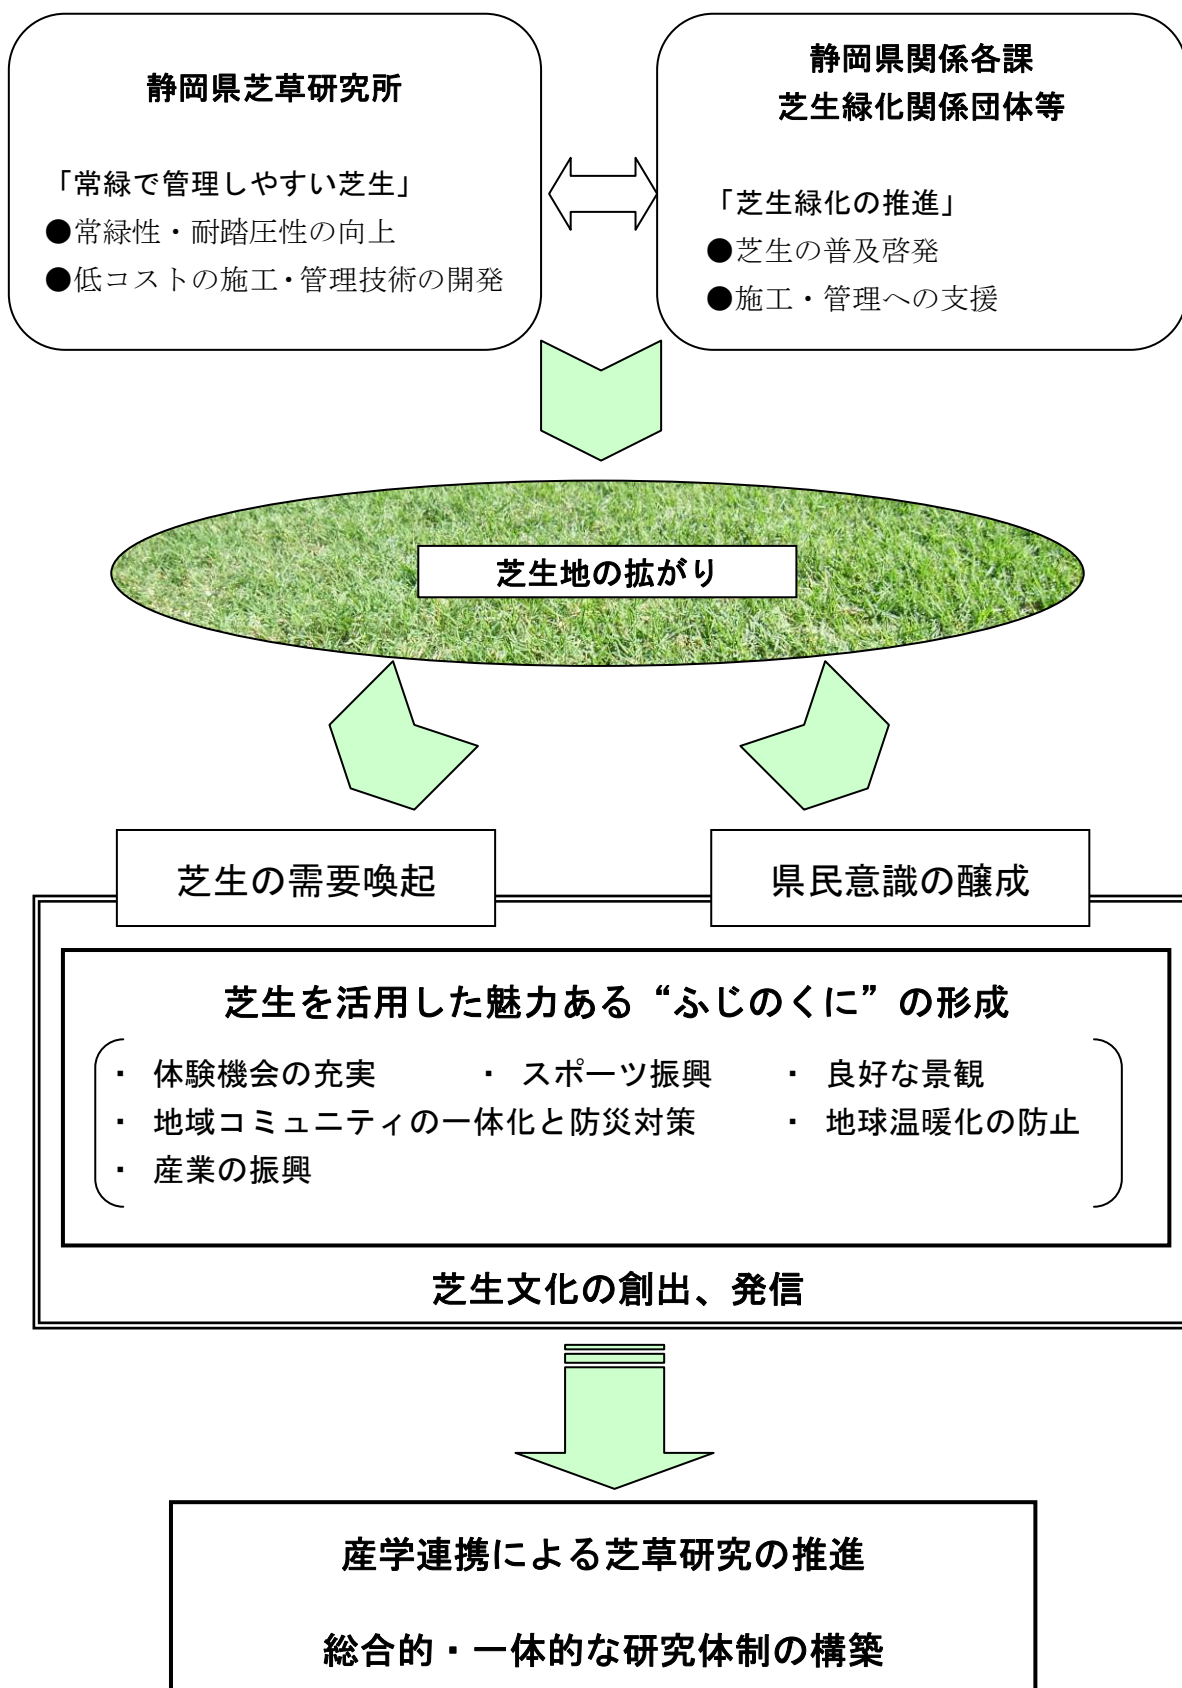 静岡県芝草研究所
「常緑で管理しやすい芝生」
●常緑性・耐踏圧性の向上
●低コストの施工・管理技術の開発
静岡県関係各課
芝生緑化関係団体等
「芝生緑化の推進」
●芝生の普及啓発
●施工・管理への支援
芝生地の拡がり
芝生の需要喚起
県民意識の醸成
芝生を活用した魅力ある“ふじのくに”の形成
・ 体験機会の充実 ・ スポーツ振興 ・ 良好な景観
・ 地域コミュニティの一体化と防災対策 ・ 地球温暖化の防止
・ 産業の振興
芝生文化の創出、発信
産学連携による芝草研究の推進
総合的・一体的な研究体制の構築